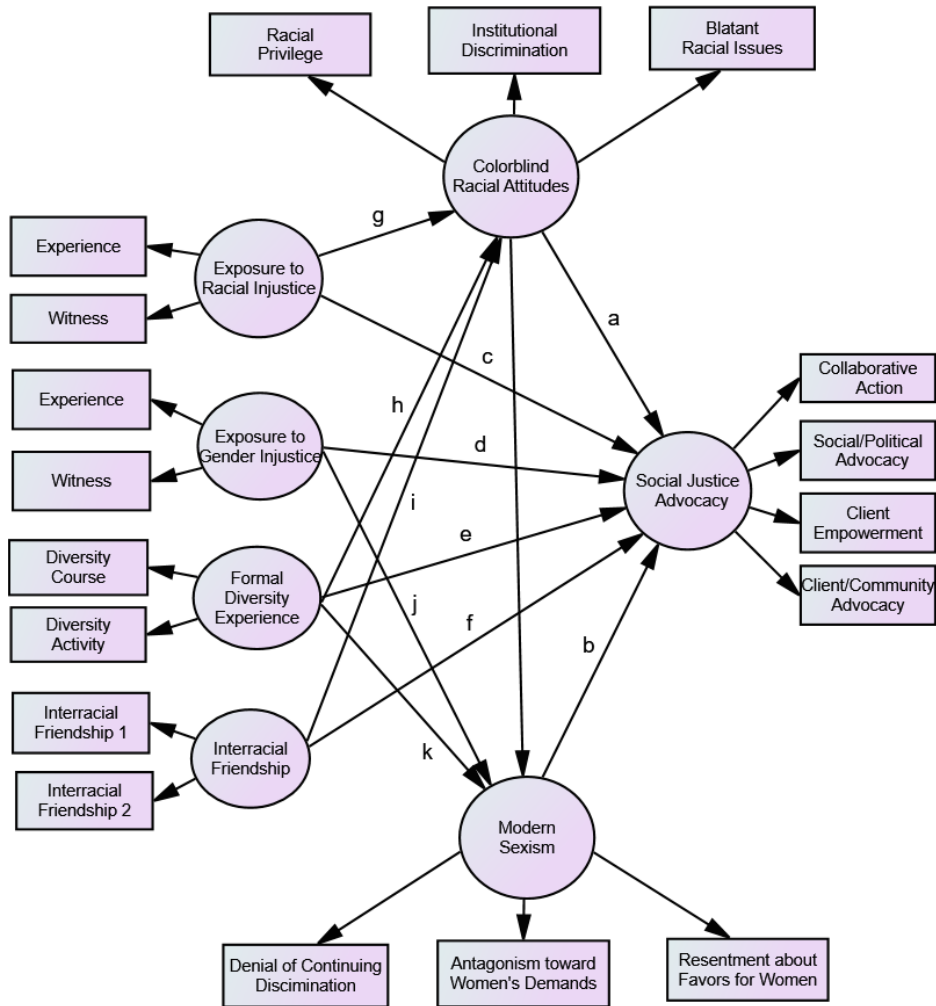 Racial
Privilege
Institutional
Discrimination
Blatant
Racial Issues
Colorblind
Racial Attitudes
g
Experience
Witness
Exposure to
Racial Injustice
a
c
Experience
Witness
Exposure to
Gender Injustice
h
d
i
Collaborative
Action
Social/Political
Advocacy
Client
Empowerment
Client/Community
Advocacy
Social Justice
Advocacy
e
Diversity
Course
Diversity
Activity
Formal
Diversity
Experience
j
f
b
Interracial
Friendship 1
Interracial
Friendship 2
Interracial
Friendship
k
Modern
Sexism
Denial of Continuing
Discimination
Antagonism toward
Women's Demands
Resentment about
Favors for Women